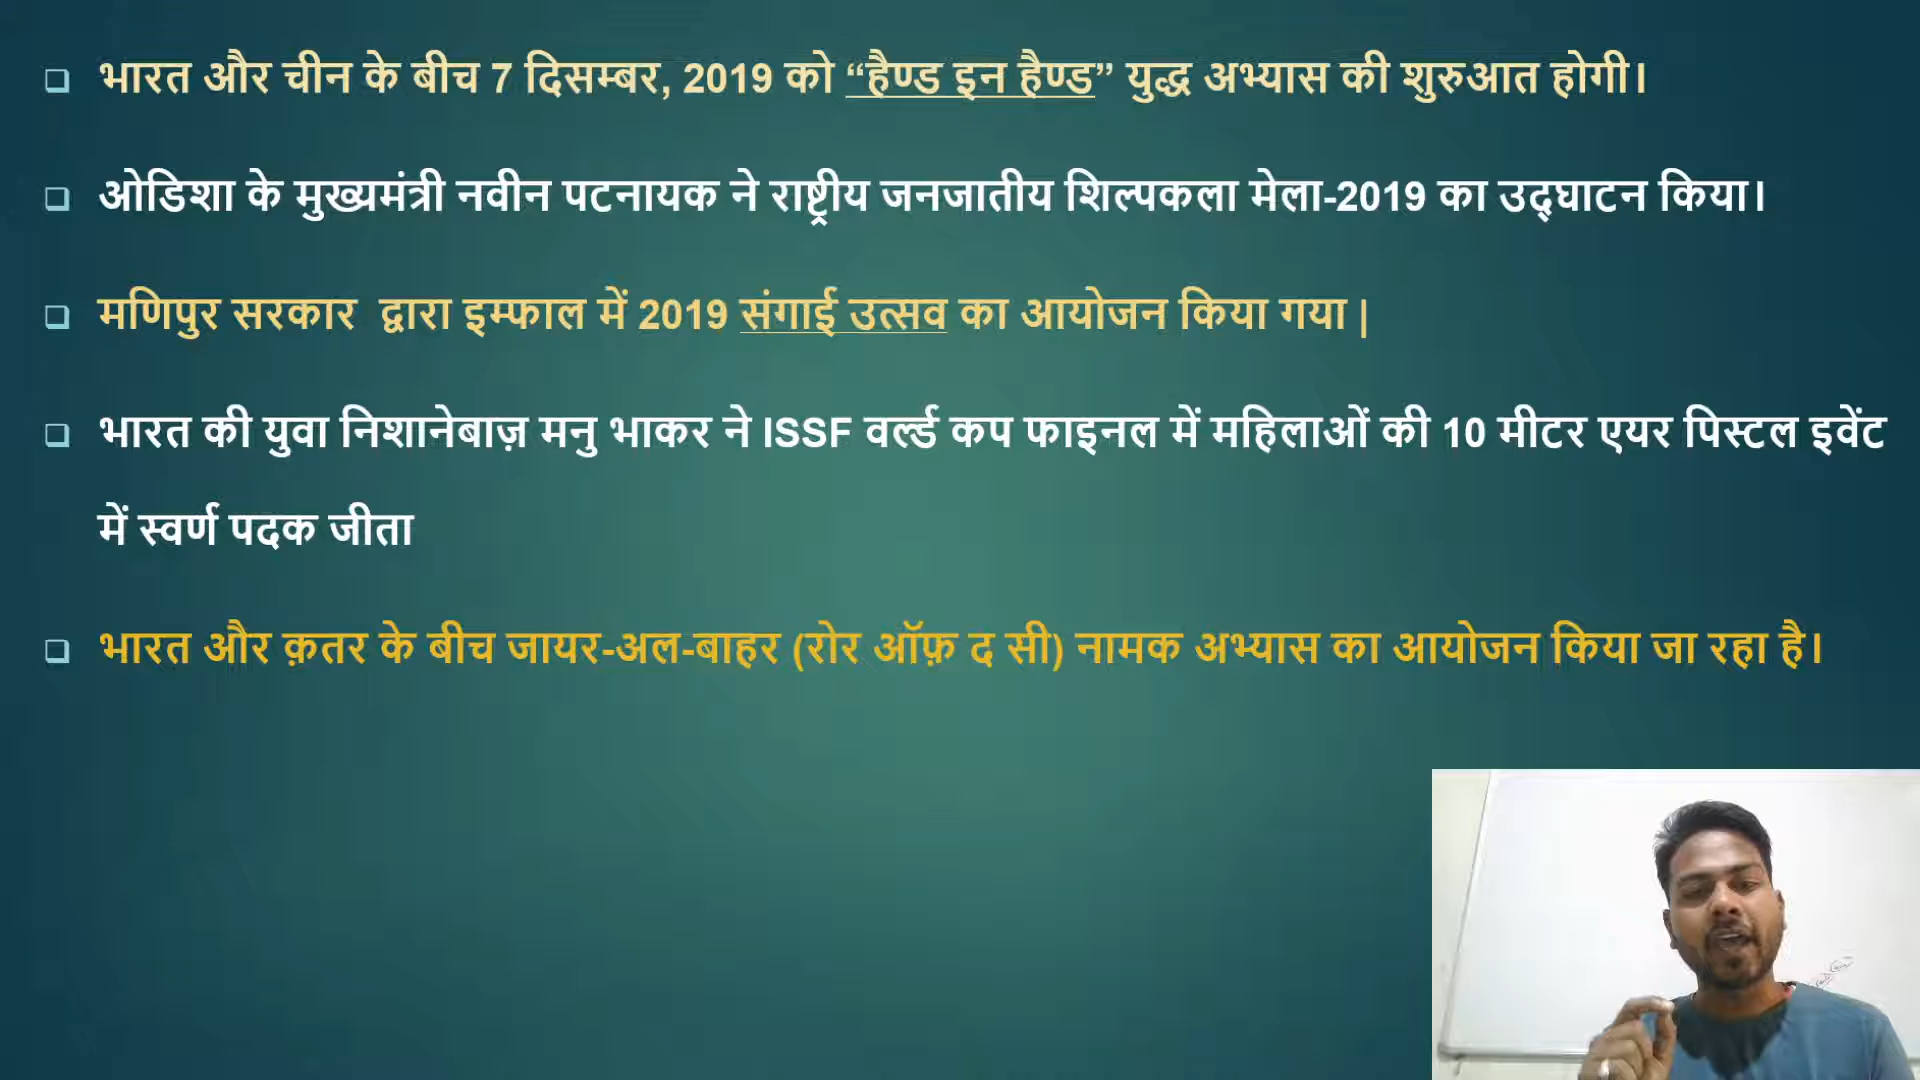 भारत और चीन के बीच 7 दिसम्बर, 2019 को “हैण्ड इन हैण्ड” युद्ध अभ्यास की शुरुआत होगी।
ओडिशा के मुख्यमंत्री नवीन पटनायक ने राष्ट्रीय जनजातीय शिल्पकला मेला-2019 का उद्घाटन किया।
मणिपुर सरकार द्वारा इम्फाल में 2019 संगाई उत्सव का आयोजन किया गया |
भारत की युवा निशानेबाज़ मनु भाकर ने ISSF वर्ल्ड कप फाइनल में महिलाओं की 10 मीटर एयर पिस्टल इवेंट
में स्वर्ण पदक जीता
भारत और क़तर के बीच जायर-अल-बाहर (रोर ऑफ़ द सी) नामक अभ्यास का आयोजन किया जा रहा है।